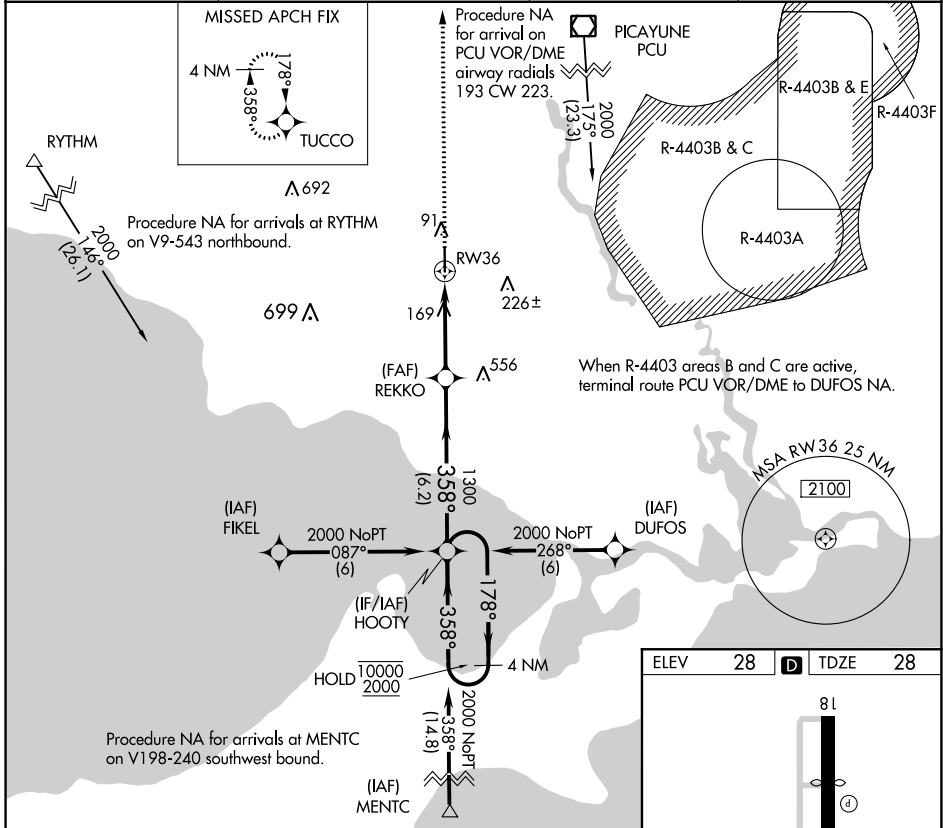 MISSED APCH FIX
4 NM
178°
358°
TUCCO
Procedure NA
for arrival on
PCU VOR/DME
airway radials
193 CW 223.
PICAYUNE
PCU
2000
175°
(23.3)
R-4403B & E
R-4403F
R-4403B & C
R-4403A
RYTHM
2000
146°
(26.1)
692
Procedure NA for arrivals at RYTHM
on V9-543 northbound.
91
RW36
226±
699
169
(FAF)
REKKO
556
When R-4403 areas B and C are active,
terminal route PCU VOR/DME to DUFOS NA.
1300
358°
(6.2)
MSA RW36 25 NM
2100
(IAF)
FIKEL
2000 NoPT
087°
(6)
2000 NoPT
268°
(6)
(IAF)
DUFOS
(IF/IAF)
HOOTY
358°
178°
HOLD 10000
2000
4 NM
2000 NoPT
358°
(14.8)
Procedure NA for arrivals at MENTC
on V198-240 southwest bound.
(IAF)
MENTC
ELEV 28 D TDZE 28
18
P